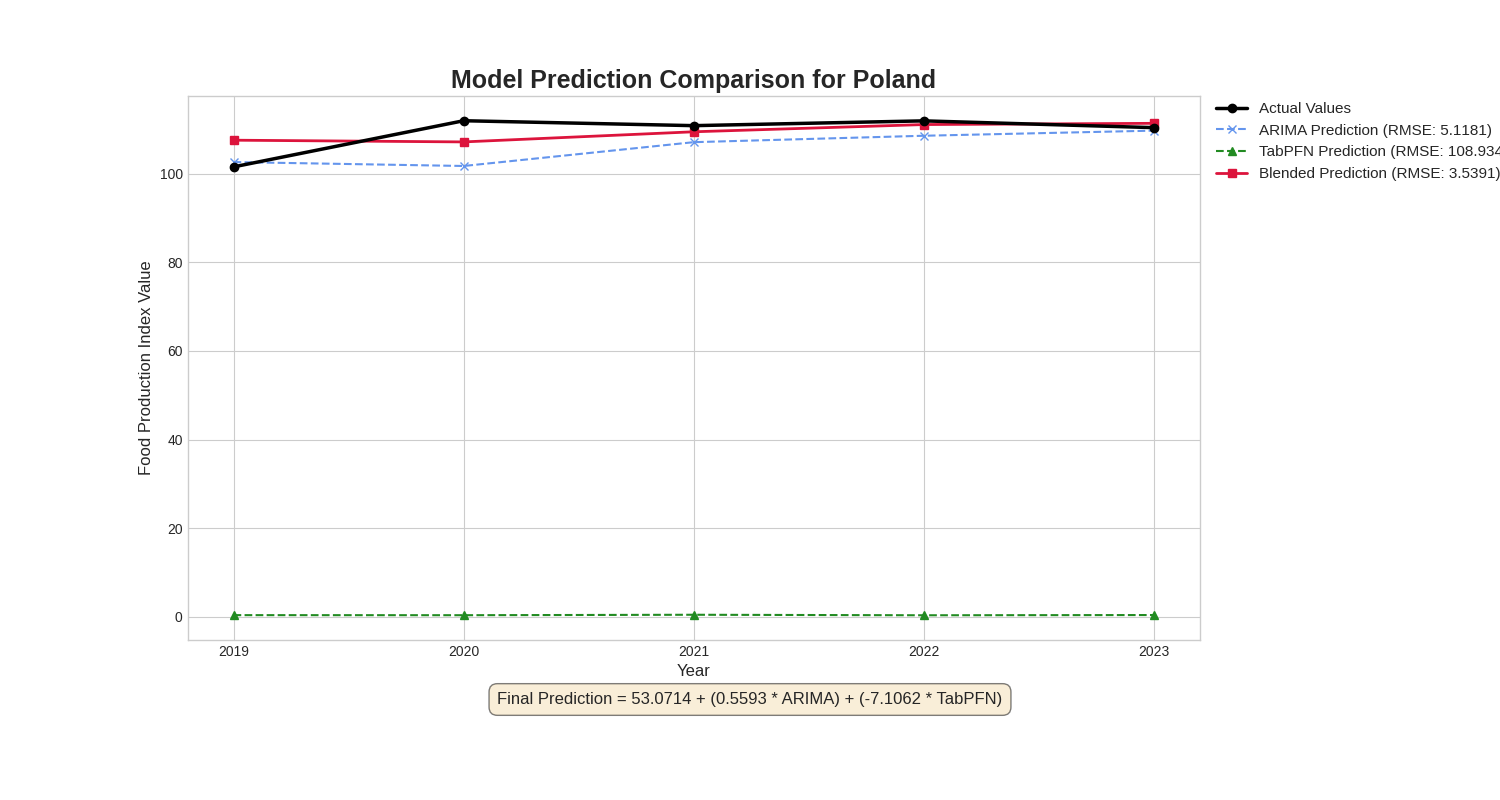 Model Prediction Comparison for Poland
Actual Values
ARIMA Prediction (RMSE: 5.1181)
TabPFN Prediction (RMSE: 108.934
Blended Prediction (RMSE: 3.5391)
Food Production Index Value
100
80
60
40
20
0
2019 2020 2021 2022 2023
Year
Final Prediction = 53.0714 + (0.5593 * ARIMA) + (-7.1062 * TabPFN)